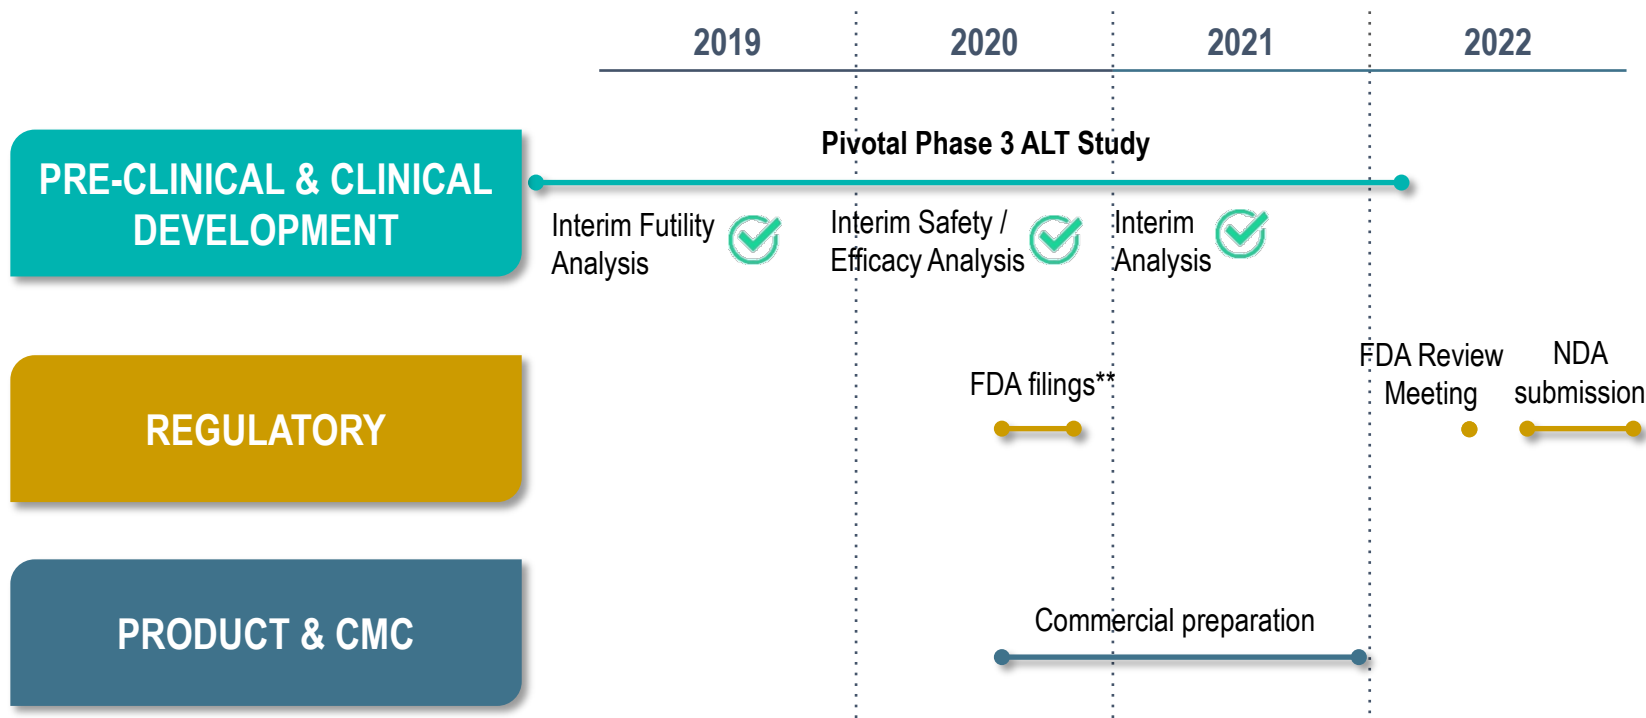 2019
2020
2021
2022
PRE-CLINICAL & CLINICAL
DEVELOPMENT
Pivotal Phase 3 ALT Study
Interim Futility
Analysis
Interim Safety /
Efficacy Analysis
Interim
Analysis
REGULATORY
FDA filings**
FDA Review
Meeting
NDA
submission
PRODUCT & CMC
Commercial preparation